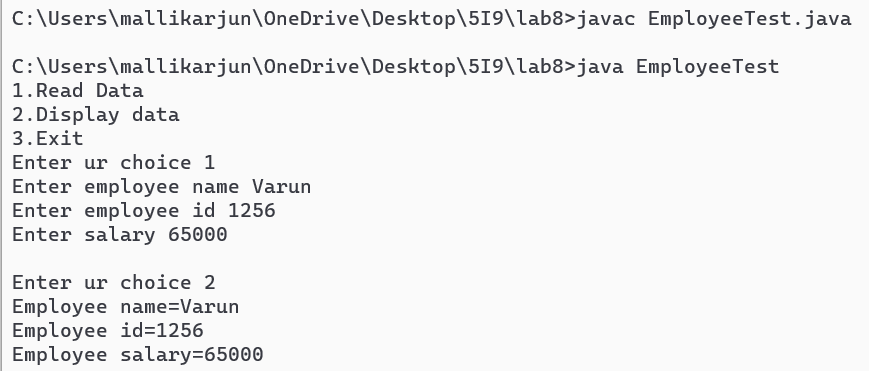 C:\Users\mallikarjun\OneDrive\Desktop\5I9\lab8>javac EmployeeTest.java
C:\Users\mallikarjun\OneDrive\Desktop\5I9\lab8>java EmployeeTest
1.Read Data
2.Display data
3.Exit
Enter ur choice 1
Enter employee name Varun
Enter employee id 1256
Enter salary 65000
Enter ur choice 2
Employee name=Varun
Employee id=1256
Employee salary=65000